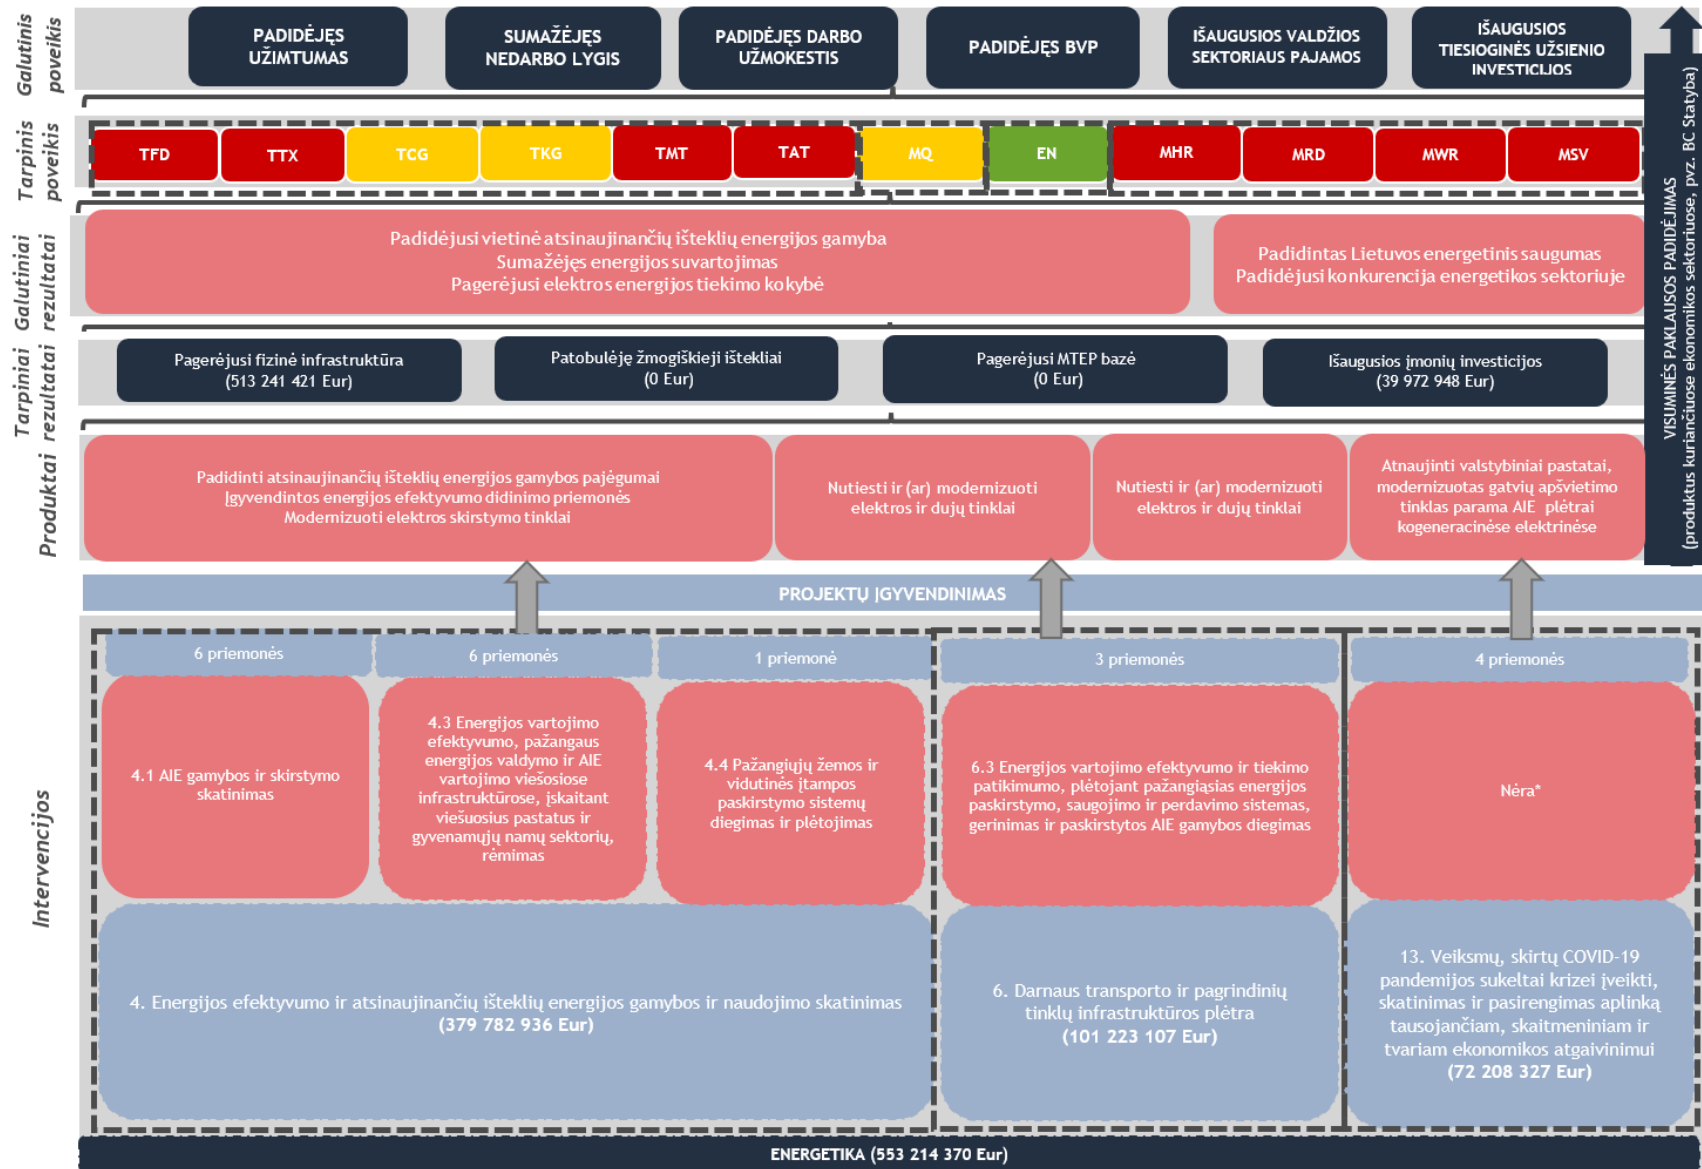 Galutinis
poveikis
PADIDĖJĘS
UŽIMTUMAS
SUMAŽĖJĘS
NEDARBO LYGIS
PADIDĖJĘS DARBO
UŽMOKESTIS
PADIDĖJĘS BVP
IŠAUGUSIOS VALDŽIOS
SEKTORIAUS PAJAMOS
IŠAUGUSIOS
TIESIOGINĖS UŽSIENIO
INVESTICIJOS
Tarpinis
poveikis
TFD
TTX
TCG
TKG
TMT
TAT
MQ
EN
MHR
MRD
MWR
MSV
Galutiniai
rezultatai
Padidėjusi vietinė atsinaujinančių išteklių energijos gamyba
Sumažėjęs energijos suvartojimas
Pagerėjusi elektros energijos tiekimo kokybė
Padidintas Lietuvos energetinis saugumas
Padidėjusi konkurencija energetikos sektoriuje
Tarpiniai
rezultatai
Pagerėjusi fizinė infrastruktūra
(513 241 421 Eur)
Patobulėję žmogiškieji ištekliai
(0 Eur)
Pagerėjusi MTEP bazė
(0 Eur)
Išaugusios įmonių investicijos
(39 972 948 Eur)
Produktai
Padidinti atsinaujinančių išteklių energijos gamybos pajėgumai
Įgyvendintos energijos efektyvumo didinimo priemonės
Modernizuoti elektros skirstymo tinklai
Nutiesti ir (ar) modernizuoti
elektros ir dujų tinklai
Nutiesti ir (ar) modernizuoti
elektros ir dujų tinklai
Atnaujinti valstybiniai pastatai,
modernizuotas gatvių apšvietimo
tinklas parama AIE plėtrai
kogeneracinėse elektrinėse
VISUMINĖS PAKLAUSOS PADIDĖJIMAS
(produktus kuriančiuose ekonomikos sektoriuose, pvz. BC Statyba)
PROJEKTŲ ĮGYVENDINIMAS
Intervencijos
6 priemonės
6 priemonės
1 priemonė
3 priemonės
4 priemonės
4.1 AIE gamybos ir skirstymo
skatinimas
4.3 Energijos vartojimo
efektyvumo, pažangaus
energijos valdymo ir AIE
vartojimo viešosiose
infrastruktūrose, įskaitant
viešuosius pastatus ir
gyvenamųjų namų sektorių,
rėmimas
4.4 Pažangiųjų žemos ir
vidutinės įtampos
paskirstymo sistemų
diegimas ir plėtojimas
6.3 Energijos vartojimo efektyvumo ir tiekimo
patikimumo, plėtojant pažangiąsias energijos
paskirstymo, saugojimo ir perdavimo sistemas,
gerinimas ir paskirstytos AIE gamybos diegimas
Nėra*
4. Energijos efektyvumo ir atsinaujinančių išteklių energijos gamybos ir naudojimo skatinimas
(379 782 936 Eur)
6. Darnaus transporto ir pagrindinių
tinklų infrastruktūros plėtra
(101 223 107 Eur)
13. Veiksmų, skirtų COVID-19
pandemijos sukeltai krizei įveikti,
skatinimas ir pasirengimas aplinką
tausojančiam, skaitmeniniam ir
tvariam ekonomikos atgaivinimui
(72 208 327 Eur)
ENERGETIKA (553 214 370 Eur)